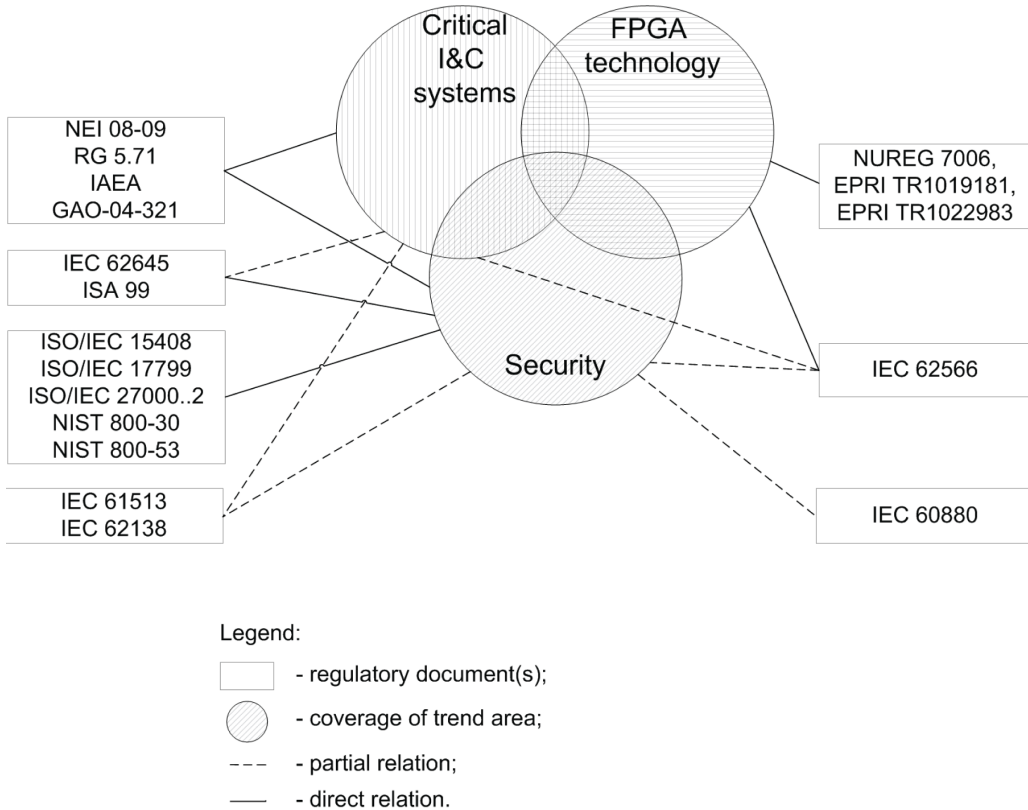 Critical
I&C
systems
FPGA
technology
NEI 08-09
RG 5.71
IAEA
GAO-04-321
NUREG 7006,
EPRI TR1019181,
EPRI TR1022983
IEC 62645
ISA 99
ISO/IEC 15408
ISO/IEC 17799
ISO/IEC 27000..2
NIST 800-30
NIST 800-53
Security
IEC 62566
IEC 61513
IEC 62138
IEC 60880
Legend:
- regulatory document(s);
- coverage of trend area;
- partial relation;
- direct relation.